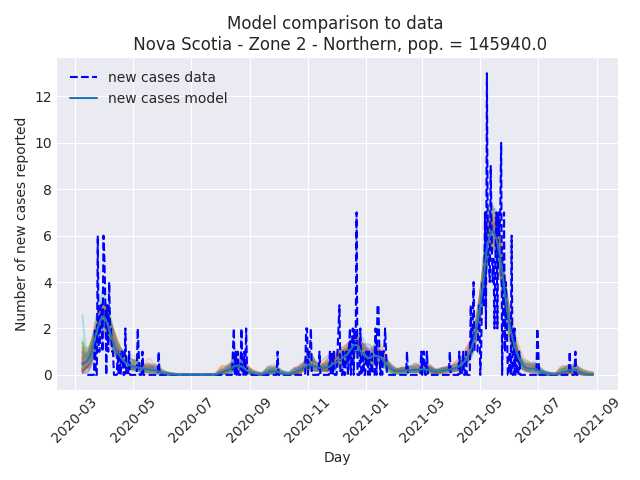 Model comparison to data
Nova Scotia - Zone 2 - Northern, pop. = 145940.0
new cases data
new cases model
Number of new cases reported
12
10
8
6
4
2
0
2020-03
2020-05
2020-07
2020-09
2020-11
2021-01
2021-03
2021-05
2021-07
2021-09
Day